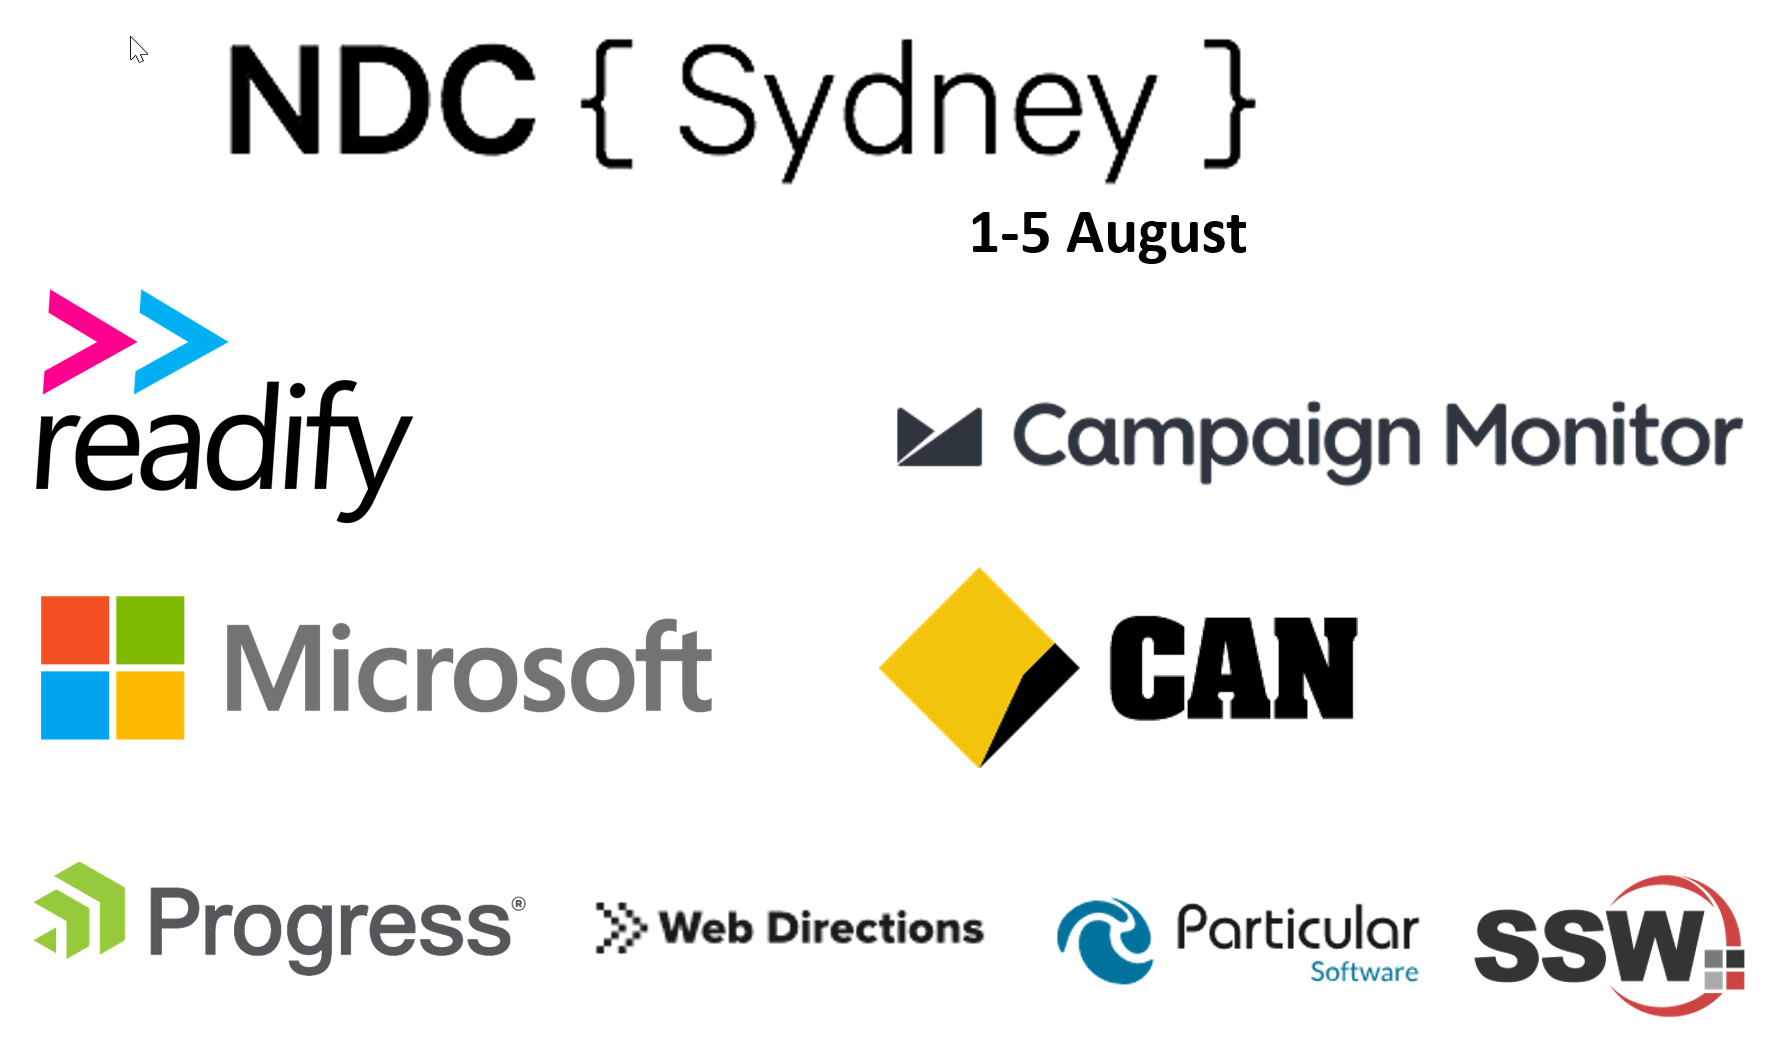 NDC { Sydney }
1-5 August
readify
Campaign Monitor
Microsoft
CAN
Progress®
Web Directions
Particular
Software
SSW